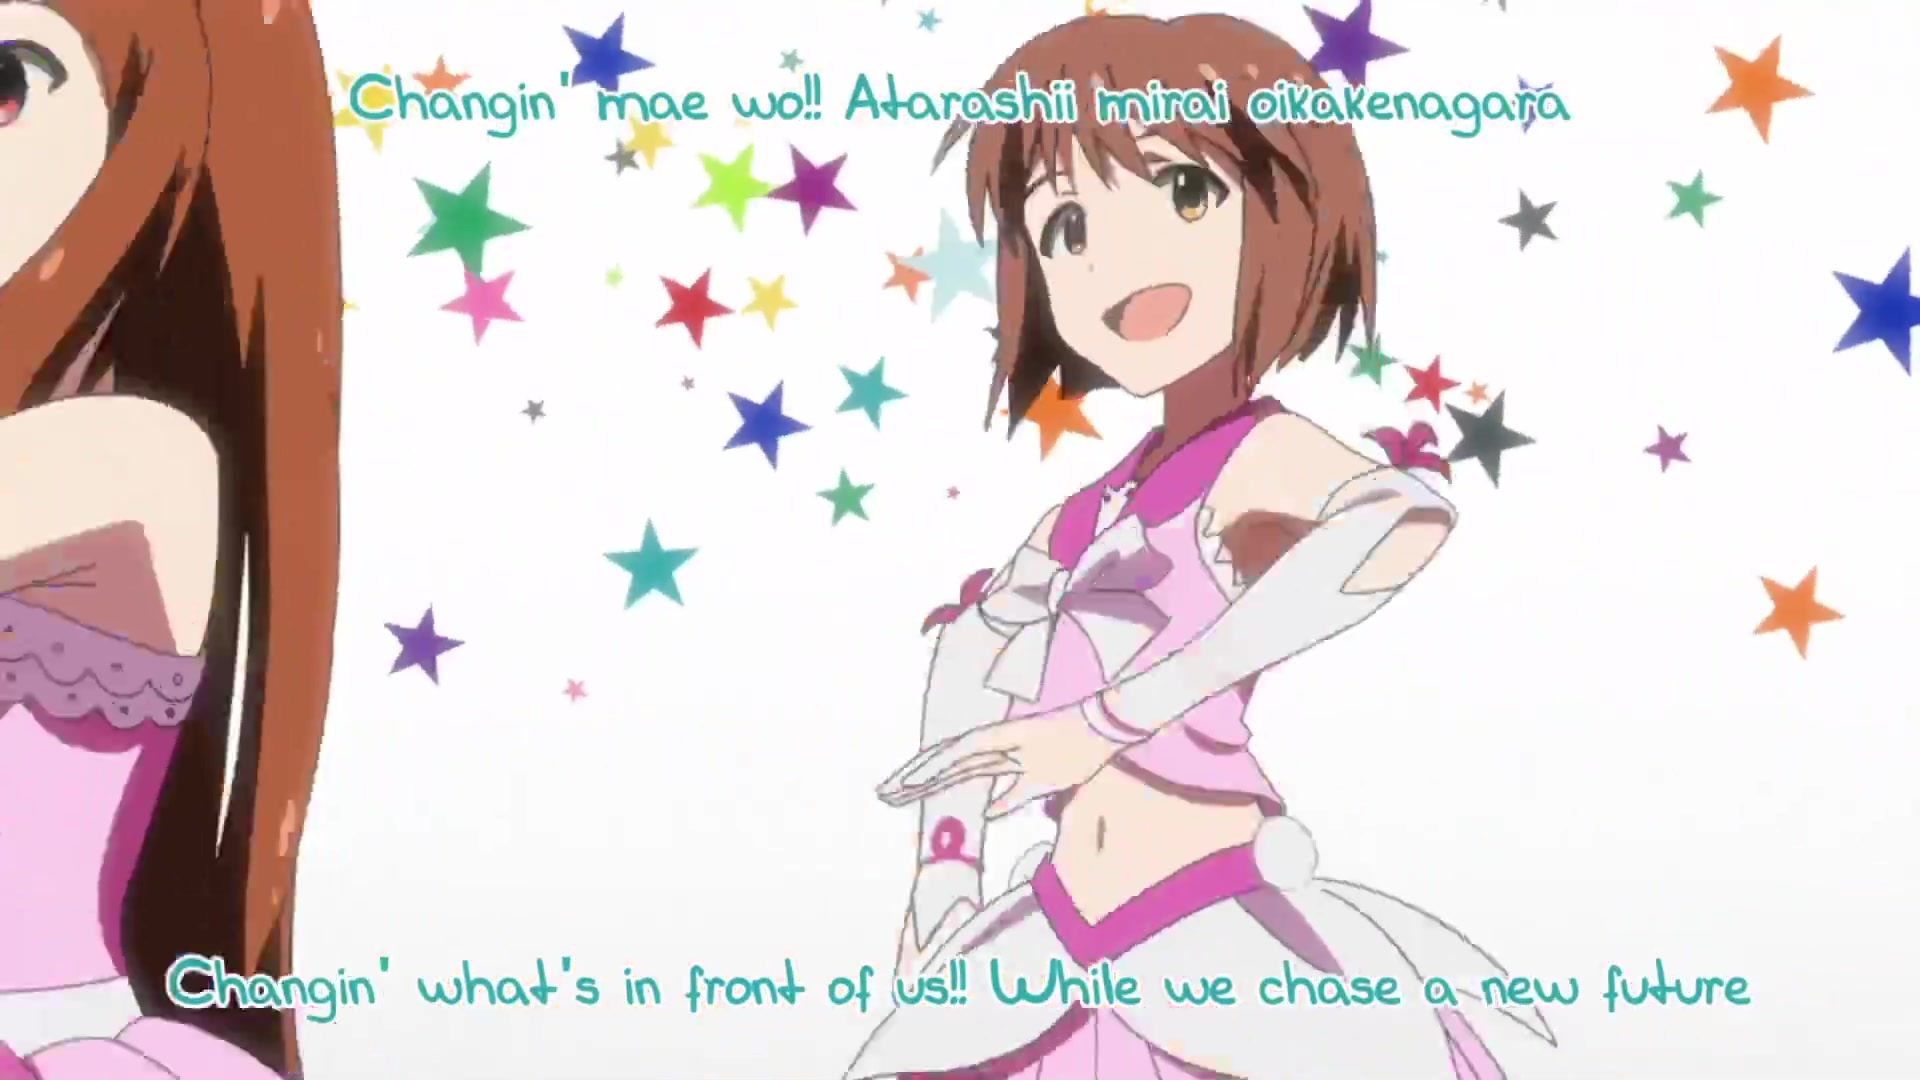 Changin' mae wo!! Atarashii mirai oikakenagara
Changin' what's in front of us!! While we chase a new future